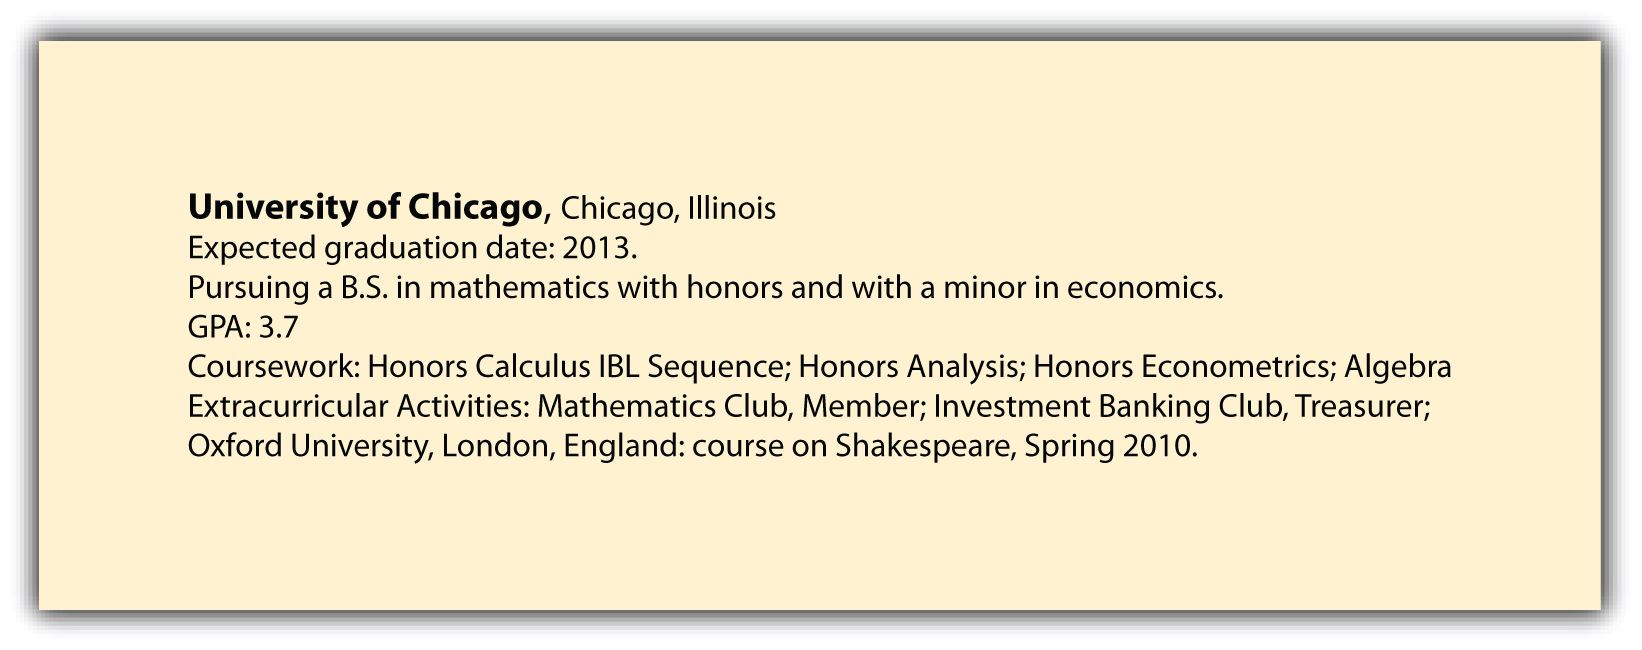 University of Chicago, Chicago, Illinois
Expected graduation date: 2013.
Pursuing a B.S. in mathematics with honors and with a minor in economics.
GPA: 3.7
Coursework: Honors Calculus IBL Sequence; Honors Analysis; Honors Econometrics; Algebra
Extracurricular Activities: Mathematics Club, Member; Investment Banking Club, Treasurer;
Oxford University, London, England: course on Shakespeare, Spring 2010.